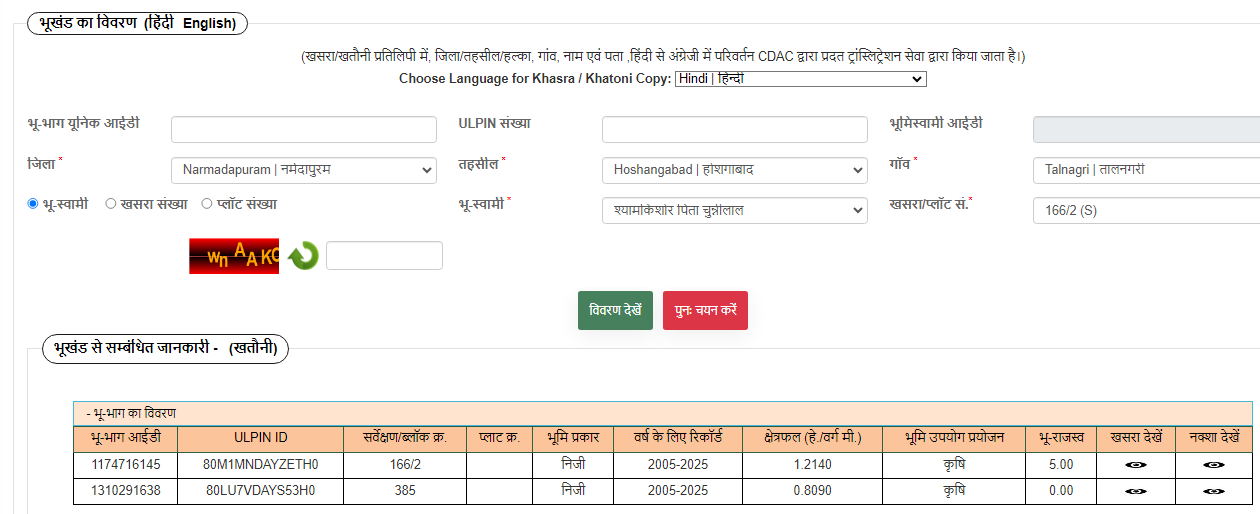 भूखंड का विवरण (हिंदी English)
(खसरा/खतौनी प्रतिलिपी में, जिला/तहसील/हल्का, गांव, नाम एवं पता ,हिंदी से अंग्रेजी में परिवर्तन CDAC द्वारा प्रदत ट्रांस्लिट्रेशन सेवा द्वारा किया जाता है।)
Choose Language for Khasra / Khatoni Copy: Hindi | हिन्दी
भू-भाग यूनिक आईडी ULPIN संख्या भूमिस्वामी आईडी
जिला * Narmadapuram | नर्मदापुरम तहसील * Hoshangabad | होशंगाबाद गॉव * Talnagri | तालनगरी
भू-स्वामी खसरा संख्या प्लॉट संख्या भू-स्वामी * श्यामकिशोर पिता चुन्नीलाल खसरा/प्लॉट सं.* 166/2 (S)
wn A A K
विवरण देखें पुनः चयन करें
भूखंड से सम्बंधित जानकारी - (खतौनी)
- भू-भाग का विवरण
भू-भाग आईडी ULPIN ID सर्वेक्षण/ब्लॉक क्र. प्लाट क्र. भूमि प्रकार वर्ष के लिए रिकॉर्ड क्षेत्रफल (हे./वर्ग मी.) भूमि उपयोग प्रयोजन भू-राजस्व खसरा देखें नक्शा देखें
1174716145 80M1MNDAYZETH0 166/2 निजी 2005-2025 1.2140 कृषि 5.00
1310291638 80LU7VDAYS53H0 385 निजी 2005-2025 0.8090 कृषि 0.00